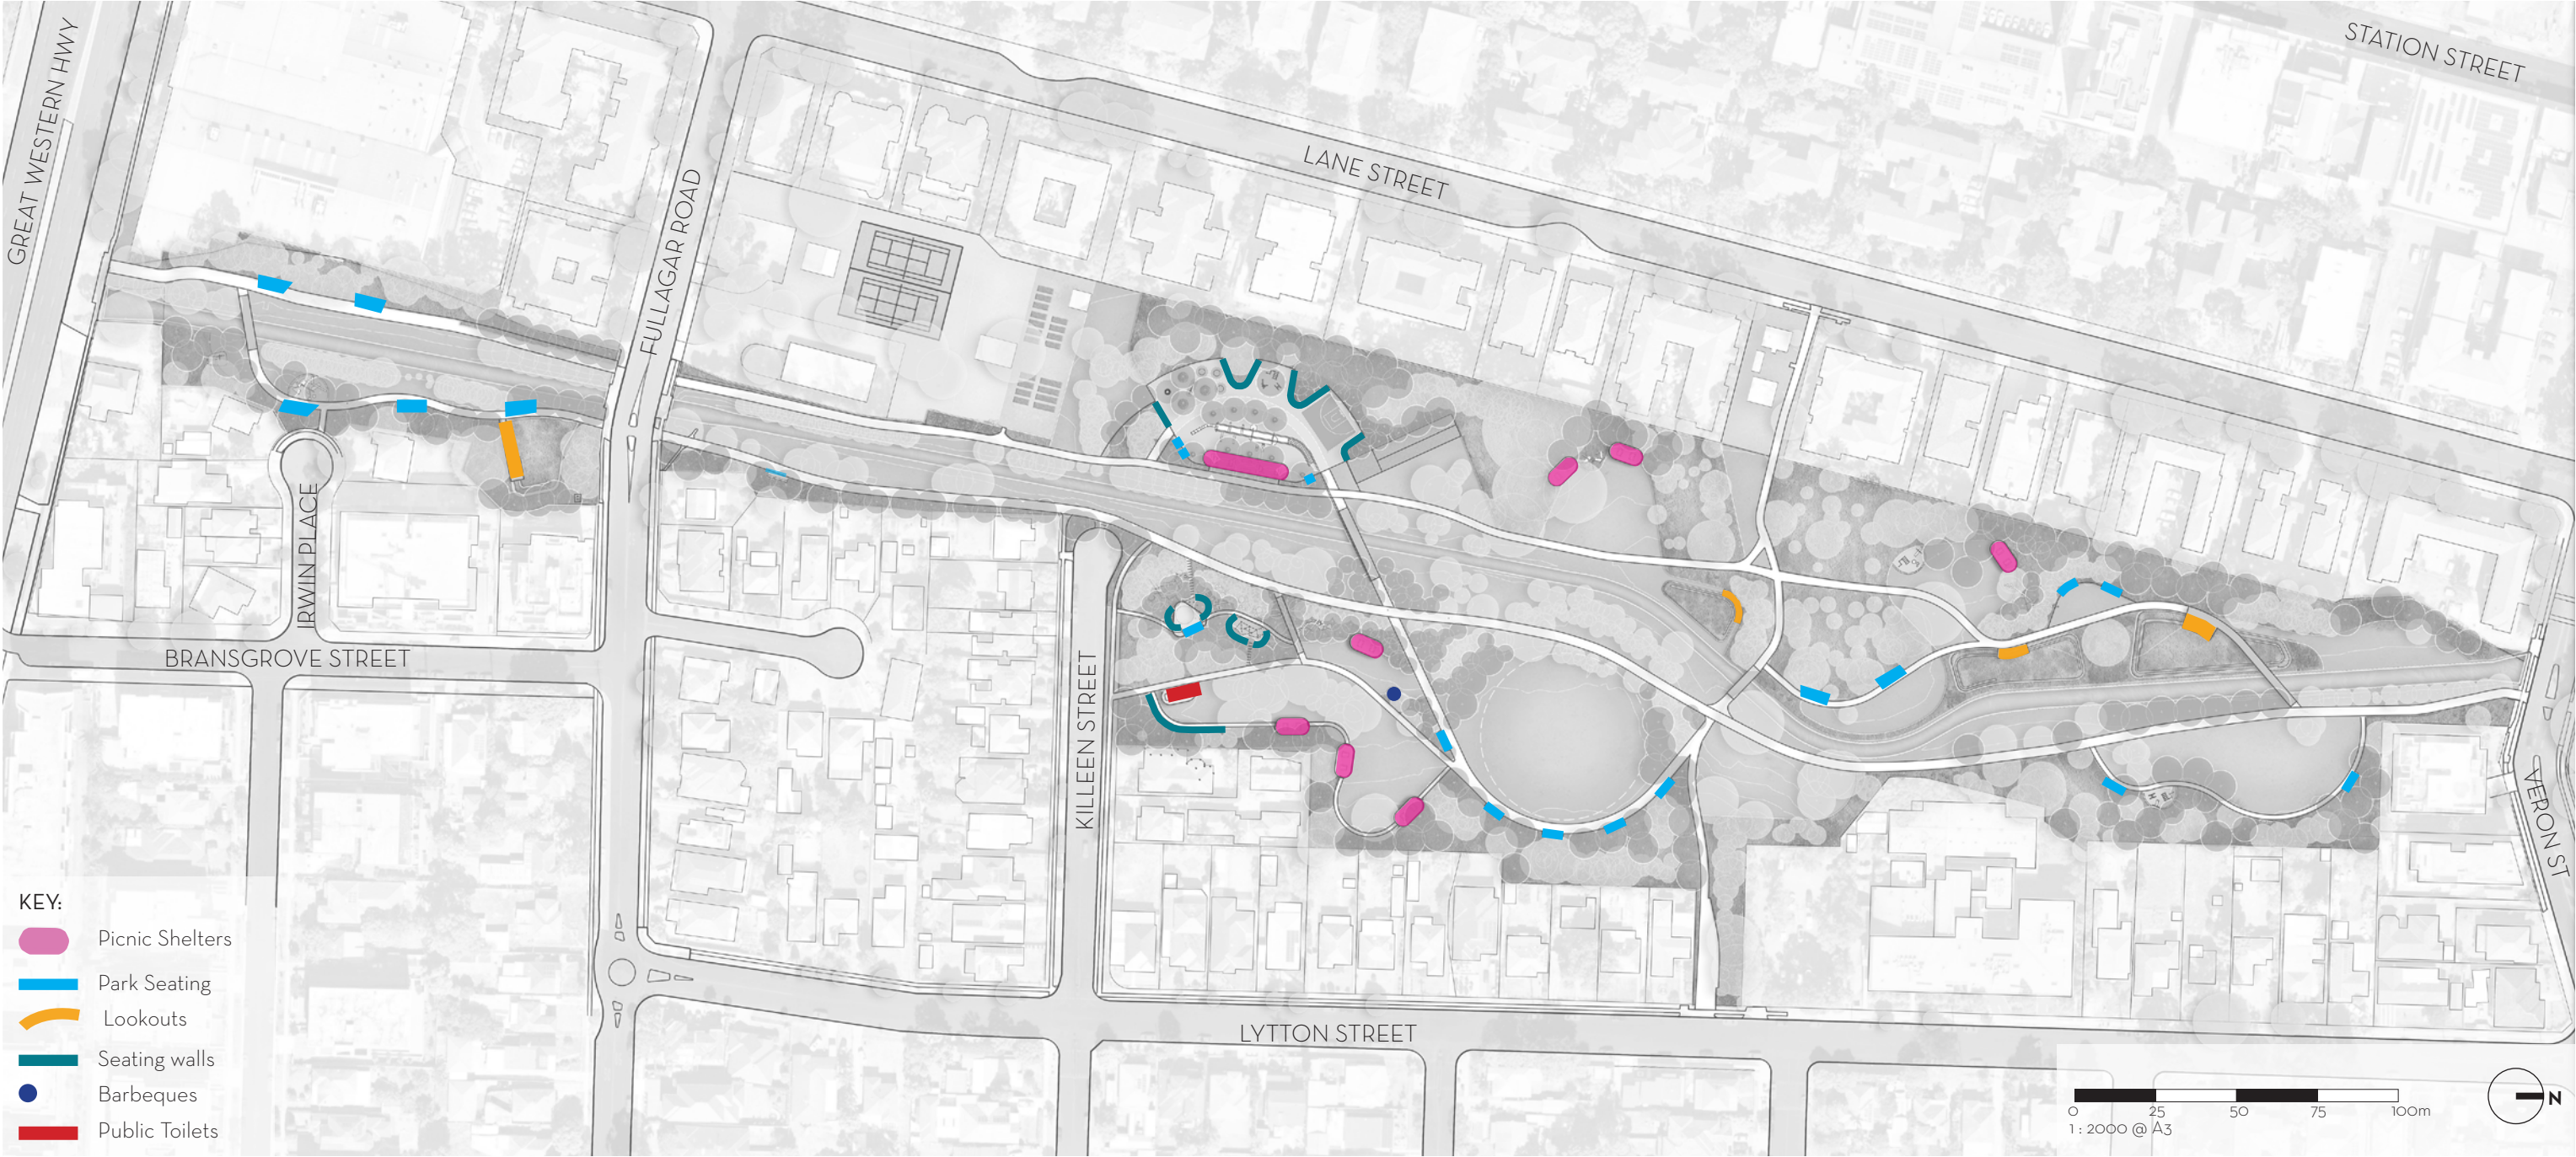 GREAT WESTERN HWY
FULLAGAR ROAD
LANE STREET
STATION STREET
IRWIN PLACE
BRANSGROVE STREET
KILLEEN STREET
LYTTON STREET
VERON ST
KEY:
Picnic Shelters
Park Seating
Lookouts
Seating walls
Barbeques
Public Toilets
0 25 50 75 100m
1 : 2000 @ A3
N